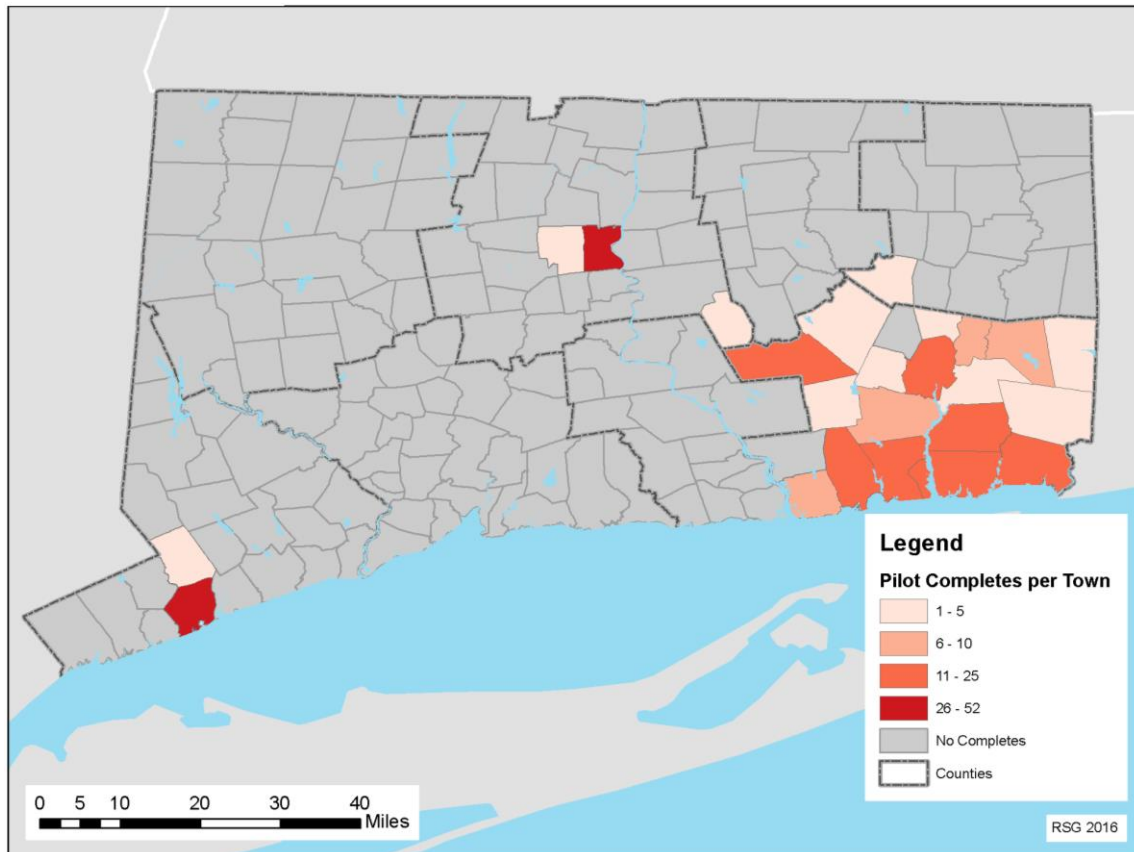 Legend
Pilot Completes per Town
1 - 5
6 - 10
11 - 25
26 - 52
No Completes
Counties
0 5 10 20 30 40
Miles
RSG 2016